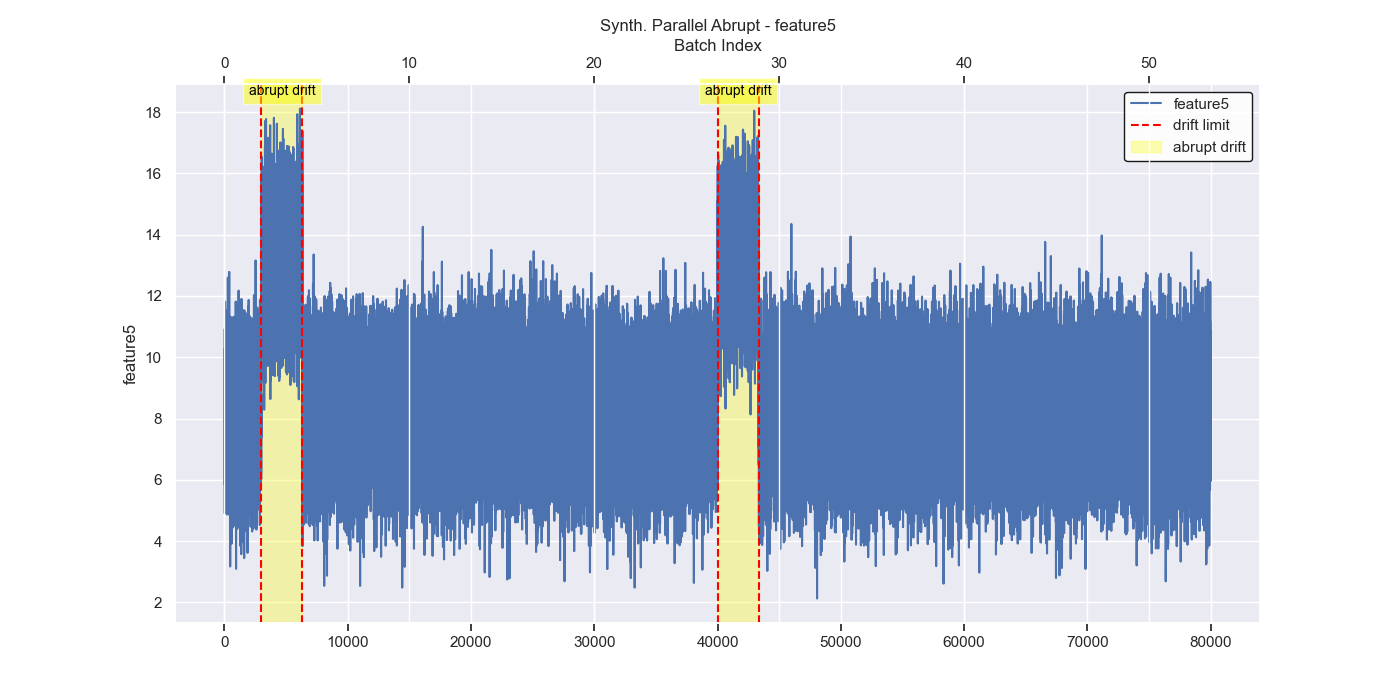 Synth. Parallel Abrupt - feature5
Batch Index
0 10 20 30 40 50
abrupt drift abrupt drift
feature5
drift limit
abrupt drift
18
16
14
12
10
8
6
4
2
feature5
0 10000 20000 30000 40000 50000 60000 70000 80000